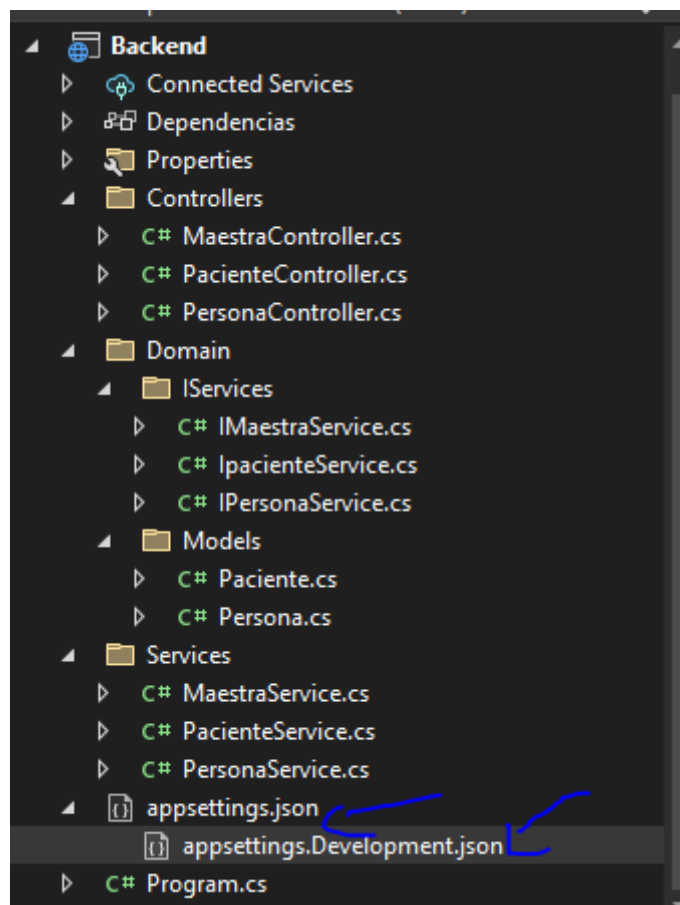 Backend
Connected Services
Dependencias
Properties
Controllers
C# MaestraController.cs
C# PacienteController.cs
C# PersonaController.cs
Domain
IServices
C# IMaestraService.cs
C# IpacienteService.cs
C# IPersonaService.cs
Models
C# Paciente.cs
C# Persona.cs
Services
C# MaestraService.cs
C# PacienteService.cs
C# PersonaService.cs
appsettings.json
appsettings.Development.json
C# Program.cs